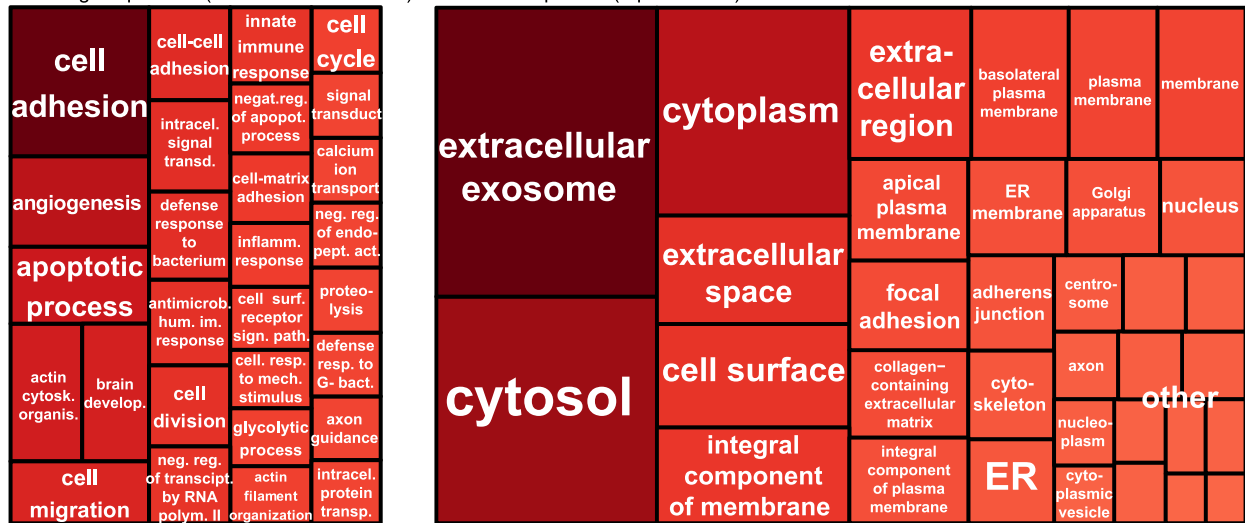 cell
adhesion
angiogenesis
apoptotic
process
actin
cytosk.
organis.
brain
develop.
cell
migration
cell-cell
adhesion
intracel.
signal
transd.
defense
response
to
bacterium
antimicrob.
hum. im.
response
cell
division
neg. reg.
of transcipt.
by RNA
polym. II
innate
immune
response
negat.reg.
of apopot.
process
cell-matrix
adhesion
inflamm.
response
cell surf.
receptor
sign. path.
cell. resp.
to mech.
stimulus
glycolytic
process
actin
filament
organization
cell
cycle
signal
transduct
calcium
ion
transport
neg. reg.
of endo-
pept. act.
proteo-
lysis
defense
resp. to
G- bact.
axon
guidance
intracel.
protein
transp.
extracellular
exosome
cytosol
cytoplasm
extracellular
space
cell surface
integral
component
of membrane
extra-
cellular
region
apical
plasma
membrane
focal
adhesion
collagen−
containing
extracellular
matrix
integral
component
of plasma
membrane
basolateral
plasma
membrane
plasma
membrane
membrane
ER
membrane
Golgi
apparatus
nucleus
adherens
junction
cyto-
skeleton
ER
centro-
some
axon
nucleo-
plasm
cyto-
plasmic
vesicle
other